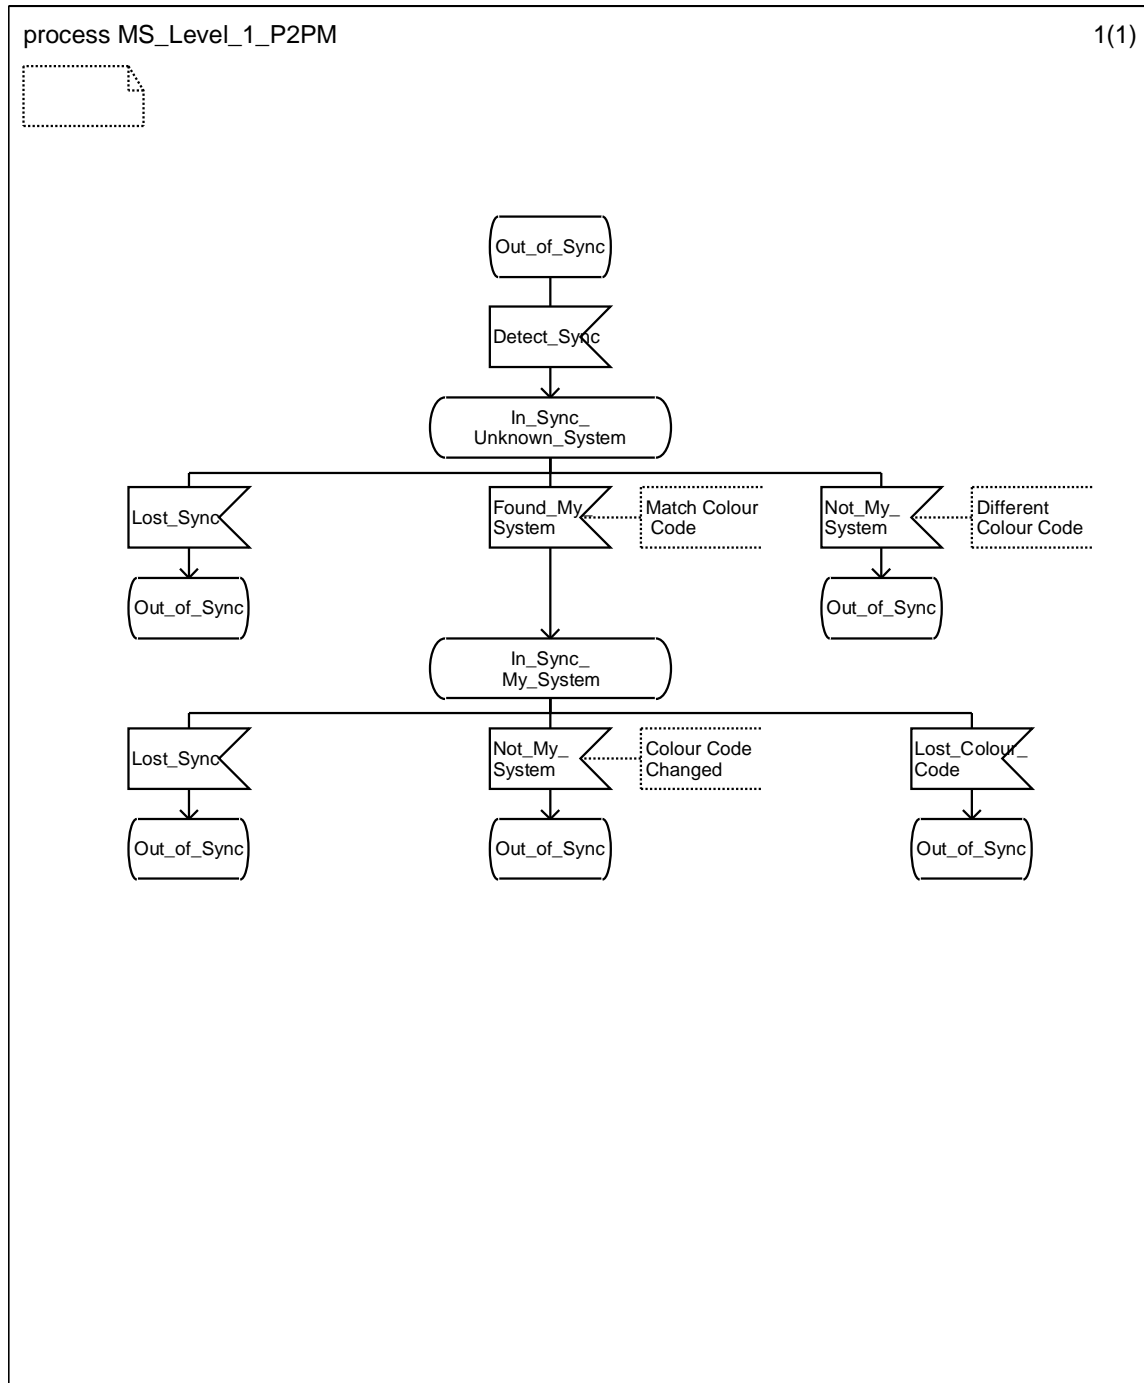 process MS_Level_1_P2PM
1(1)
Out_of_Sync
Detect_Sync
In_Sync_
Unknown_System
Lost_Sync
Found_My_
System
Match Colour
Code
Not_My_
System
Different
Colour Code
Out_of_Sync
Out_of_Sync
In_Sync_
My_System
Lost_Sync
Not_My_
System
Colour Code
Changed
Lost_Colour_
Code
Out_of_Sync
Out_of_Sync
Out_of_Sync